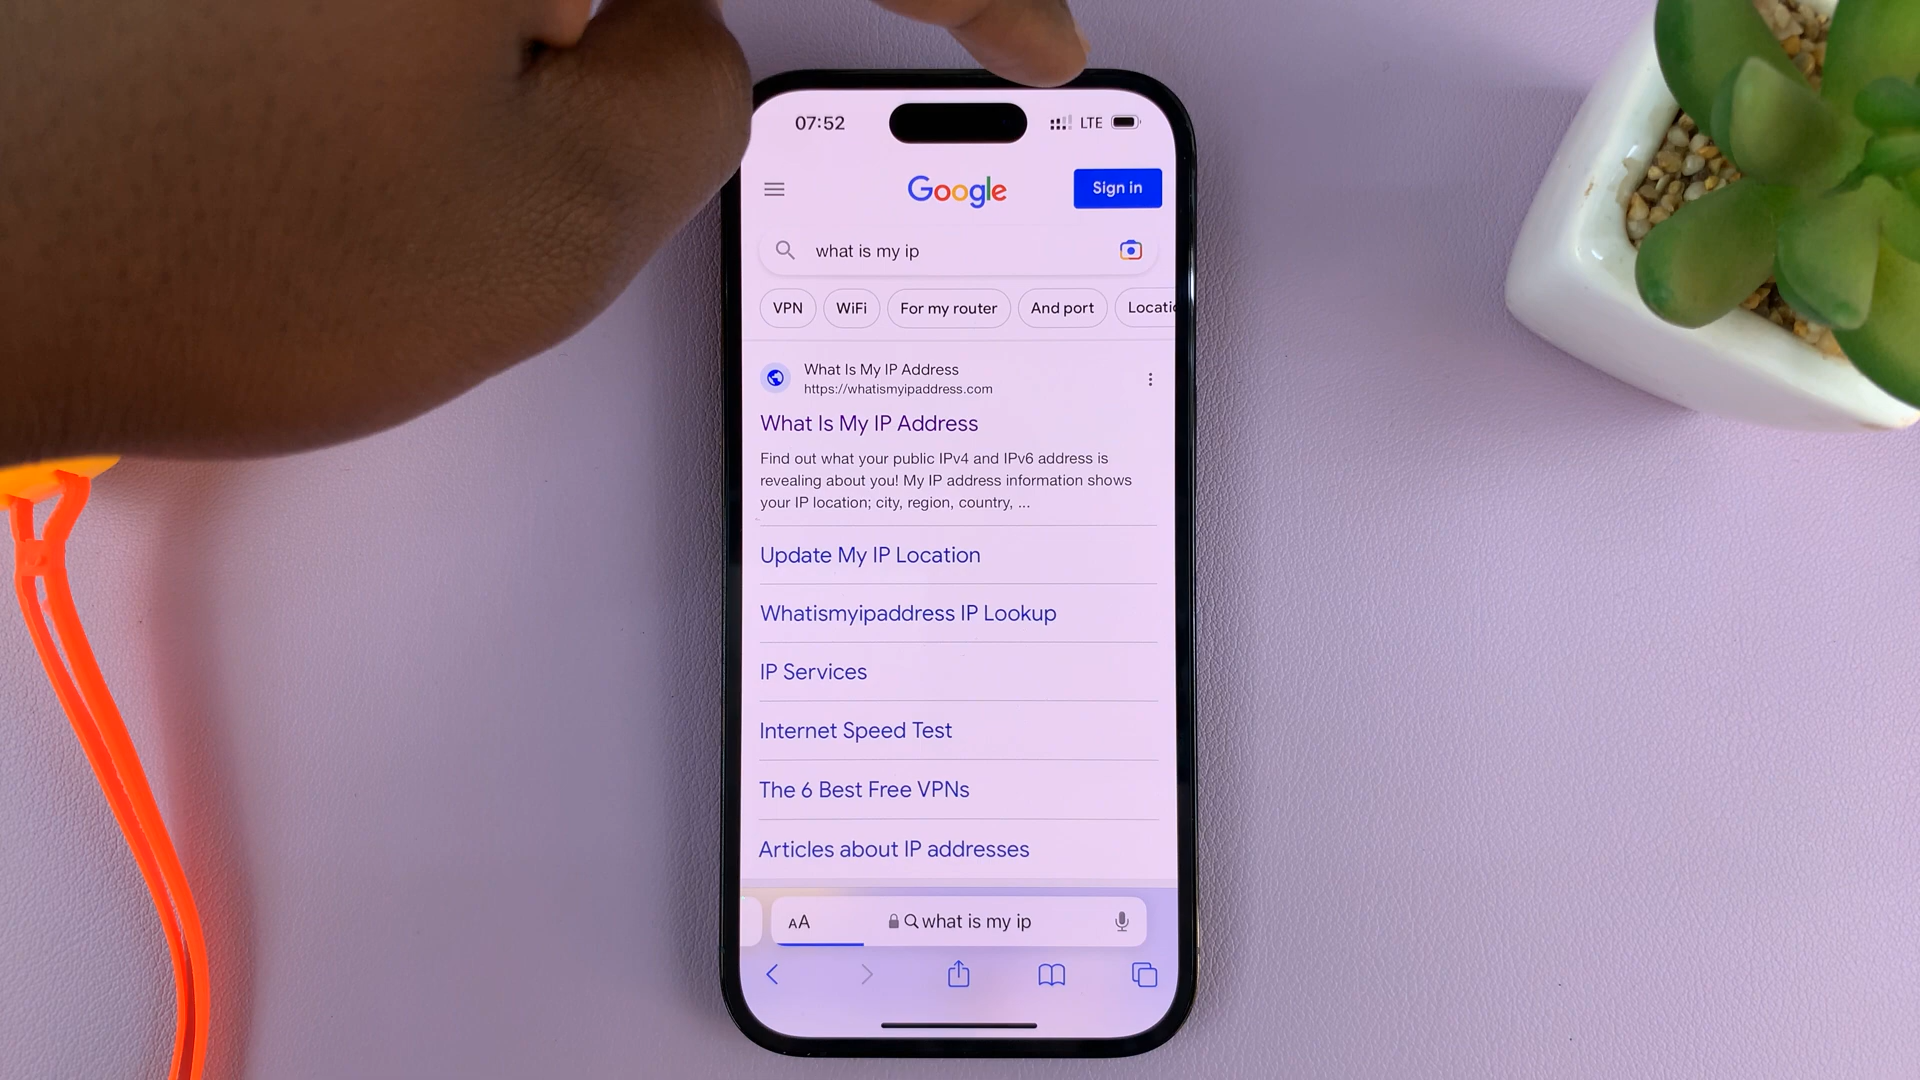 07:52
LTE
Google
Sign in
what is my ip
VPN
WiFi
For my router
And port
Locatio
What Is My IP Address
https://whatismyipaddress.com
What Is My IP Address
Find out what your public IPv4 and IPv6 address is
revealing about you! My IP address information shows
your IP location; city, region, country, ...
Update My IP Location
Whatismyipaddress IP Lookup
IP Services
Internet Speed Test
The 6 Best Free VPNs
Articles about IP addresses
AA
what is my ip